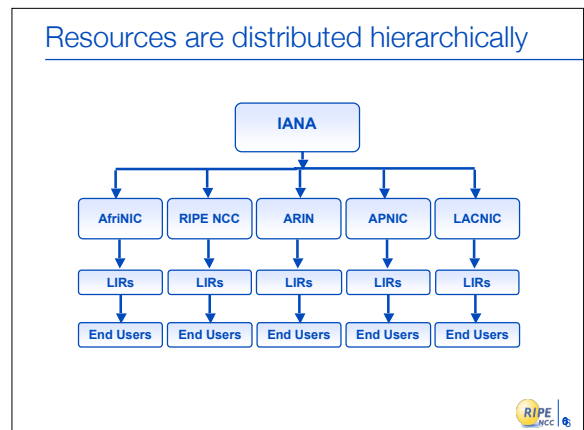 Resources are distributed hierarchically
IANA
AfriNIC RIPE NCC ARIN APNIC LACNIC
LIRs LIRs LIRs LIRs LIRs
End Users End Users End Users End Users End Users
RIPE
NCC